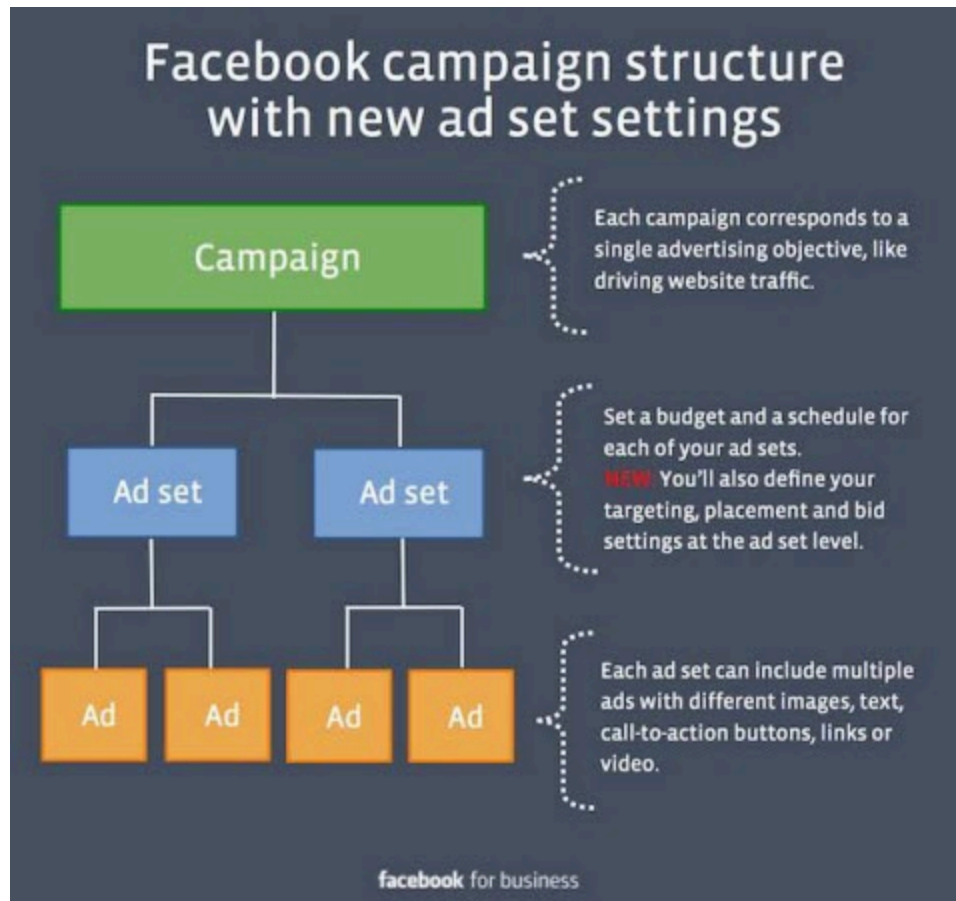 Facebook campaign structure
with new ad set settings
Campaign
Each campaign corresponds to a
single advertising objective, like
driving website traffic.
Ad set
Ad set
Set a budget and a schedule for
each of your ad sets.
NEW: You'll also define your
targeting, placement and bid
settings at the ad set level.
Ad
Ad
Ad
Ad
Each ad set can include multiple
ads with different images, text,
call-to-action buttons, links or
video.
facebook for business